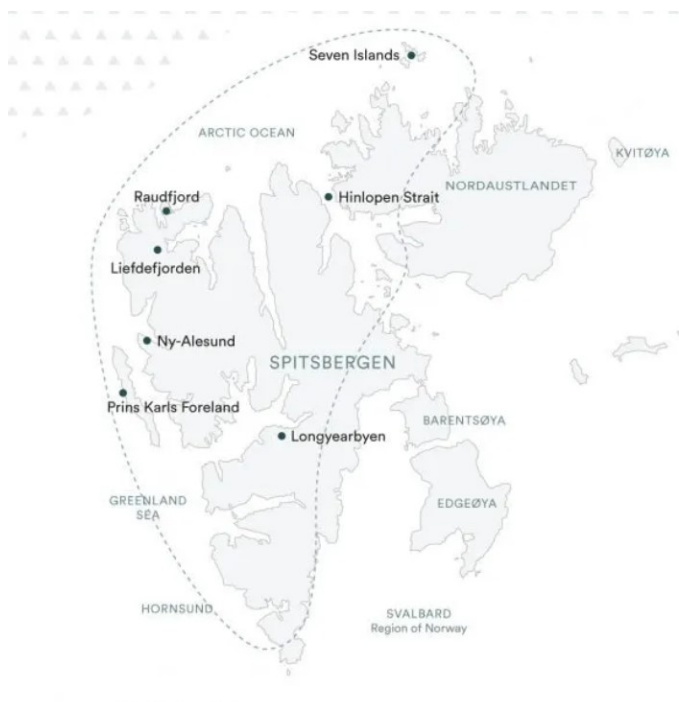 Seven Islands
ARCTIC OCEAN
KVITØYA
NORDAUSTLANDET
Raudfjord
Hinlopen Strait
Liefdefjorden
Ny-Alesund
SPITSBERGEN
Prins Karls Foreland
BARENTSØYA
Longyearbyen
GREENLAND
SEA
EDGEØYA
HORNSUND
SVALBARD
Region of Norway